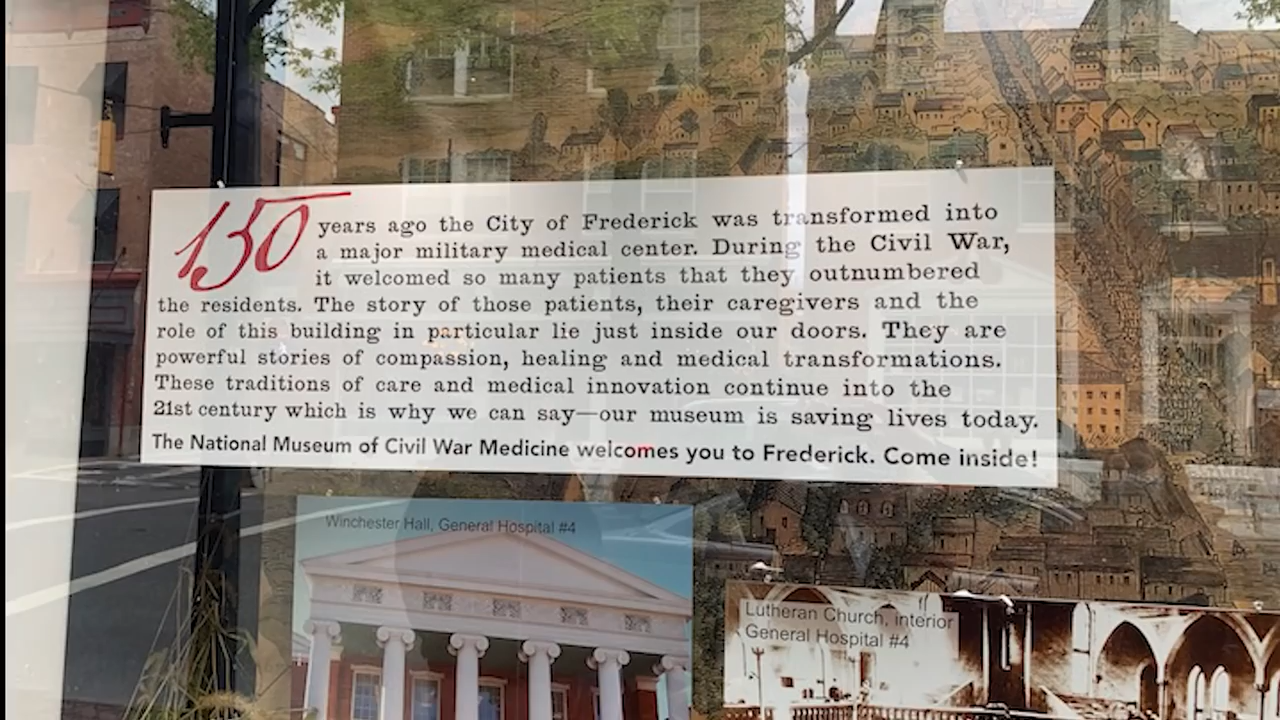 150 years ago the City of Frederick was transformed into
a major military medical center. During the Civil War,
it welcomed so many patients that they outnumbered
the residents. The story of those patients, their caregivers and the
role of this building in particular lie just inside our doors. They are
powerful stories of compassion, healing and medical transformations.
These traditions of care and medical innovation continue into the
21st century which is why we can say—our museum is saving lives today.
The National Museum of Civil War Medicine welcomes you to Frederick. Come inside!
Winchester Hall, General Hospital #4
Lutheran Church, interior
General Hospital #4